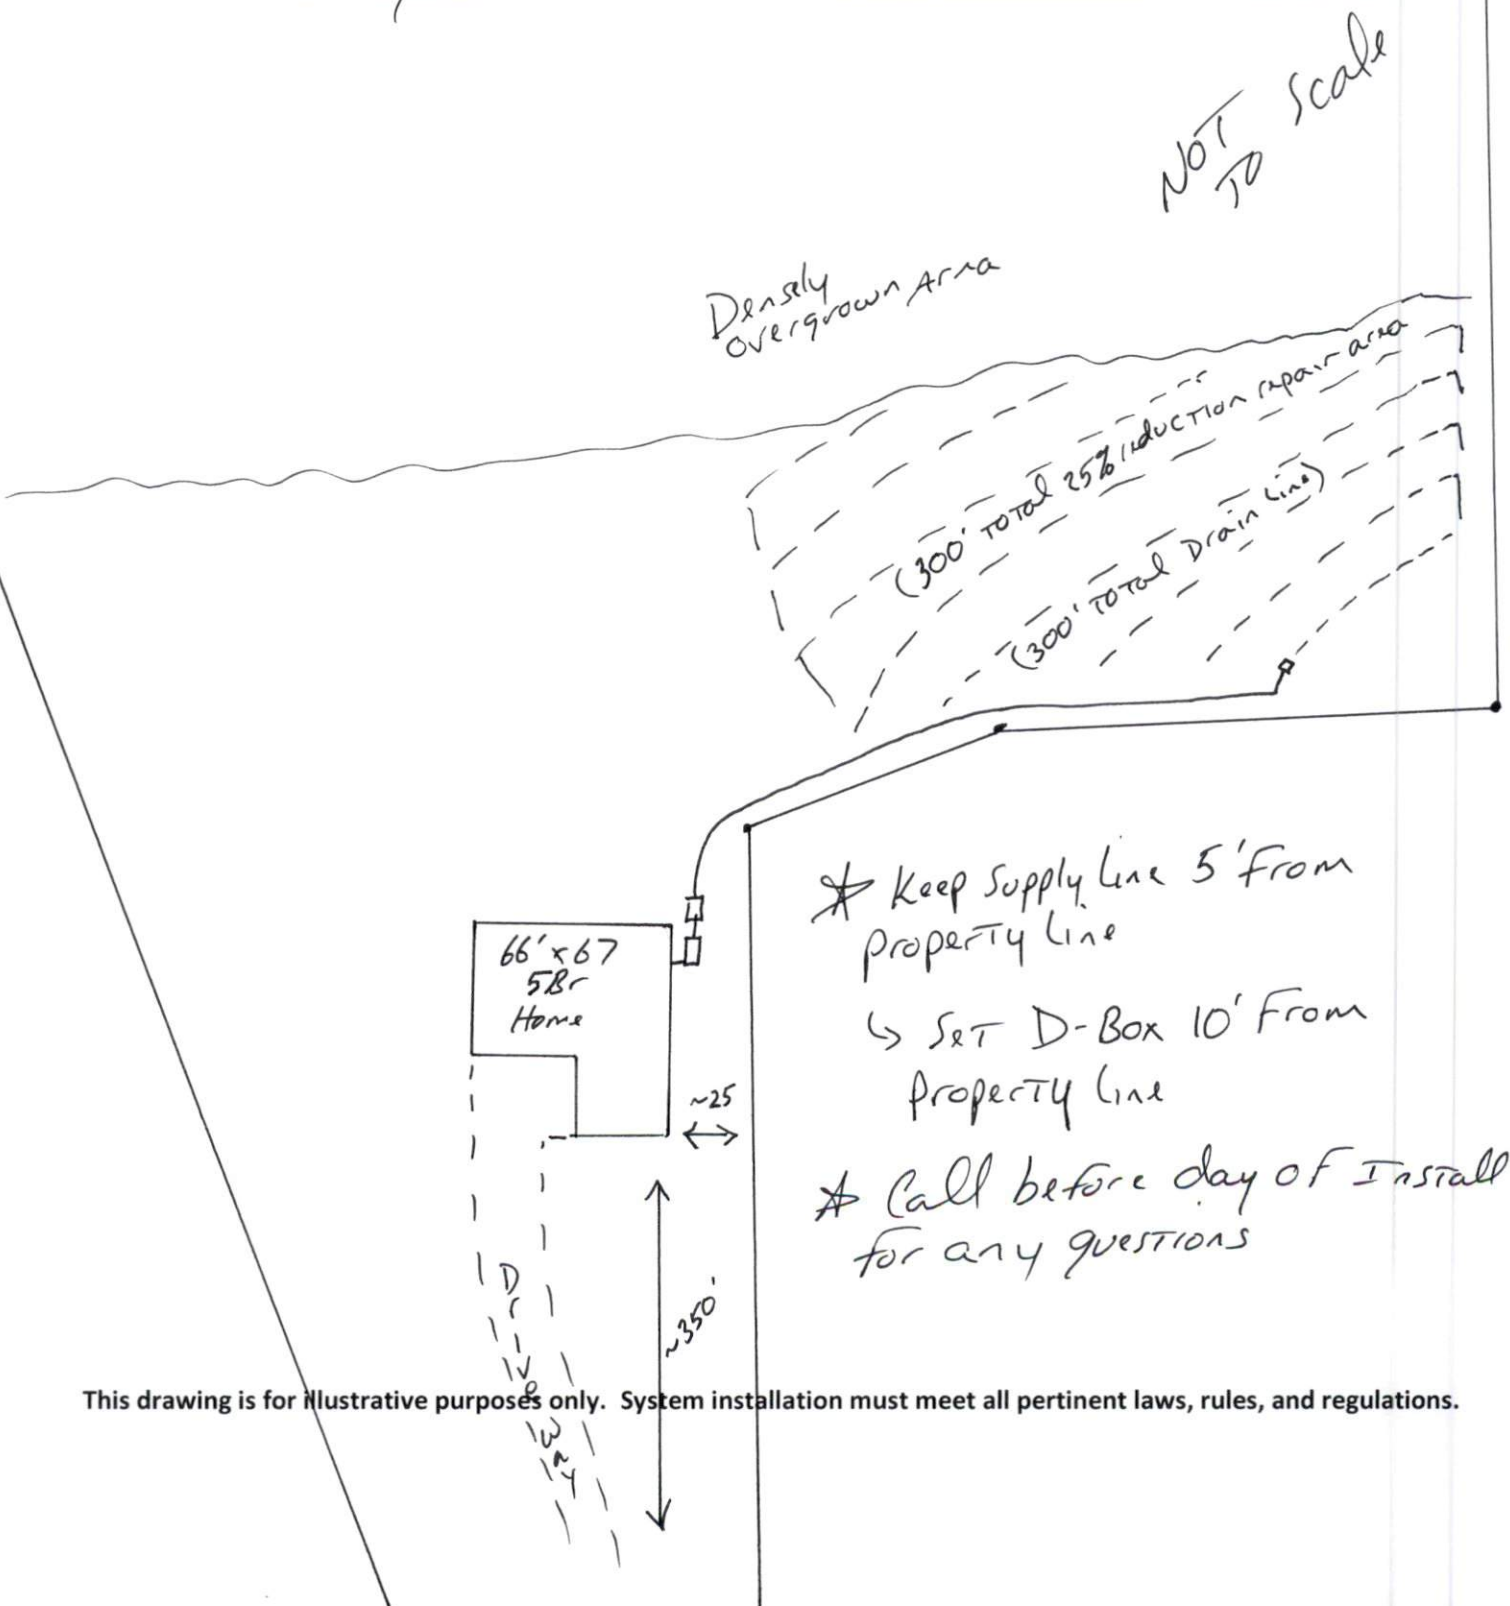 NOT TO Scale
Densely
overgrown Area
(300' Total 25% reduction repair area
(300' Total Drain Line)
* Keep Supply Line 5' From
Property Line
↳ Set D-Box 10' From
Property Line
66' x 67
5Br
Home
~25
* Call before day of Install
for any questions
~350'
Driveway
This drawing is for illustrative purposes only. System installation must meet all pertinent laws, rules, and regulations.